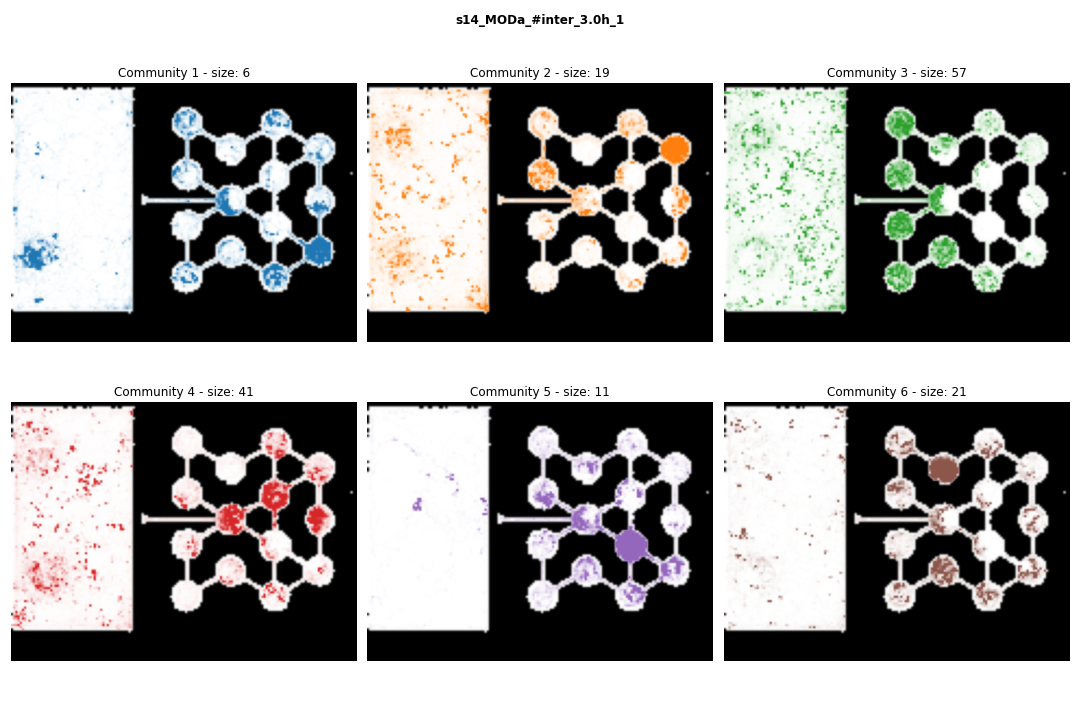 s14_MODa_#inter_3.0h_1
Community 1 - size: 6
Community 2 - size: 19
Community 3 - size: 57
Community 4 - size: 41
Community 5 - size: 11
Community 6 - size: 21